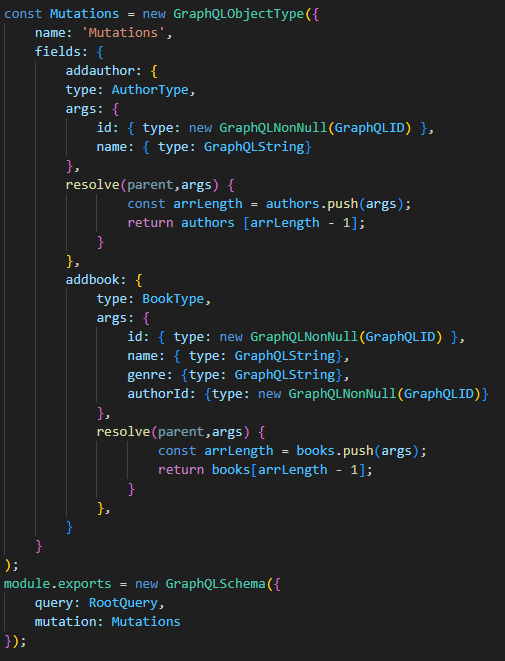 const Mutations = new GraphQLObjectType({
    name: 'Mutations',
    fields: {
        addauthor: {
        type: AuthorType,
        args: {
            id: { type: new GraphQLNonNull(GraphQLID) },
            name: { type: GraphQLString}
        },
        resolve(parent,args) {
                const arrLength = authors.push(args);
                return authors [arrLength - 1];
            }
        },
        addbook: {
            type: BookType,
            args: {
                id: { type: new GraphQLNonNull(GraphQLID) },
                name: { type: GraphQLString},
                genre: {type: GraphQLString},
                authorId: {type: new GraphQLNonNull(GraphQLID)}
            },
            resolve(parent,args) {
                    const arrLength = books.push(args);
                    return books[arrLength - 1];
                }
            },
        }
    }
);
module.exports = new GraphQLSchema({
    query: RootQuery,
    mutation: Mutations
});